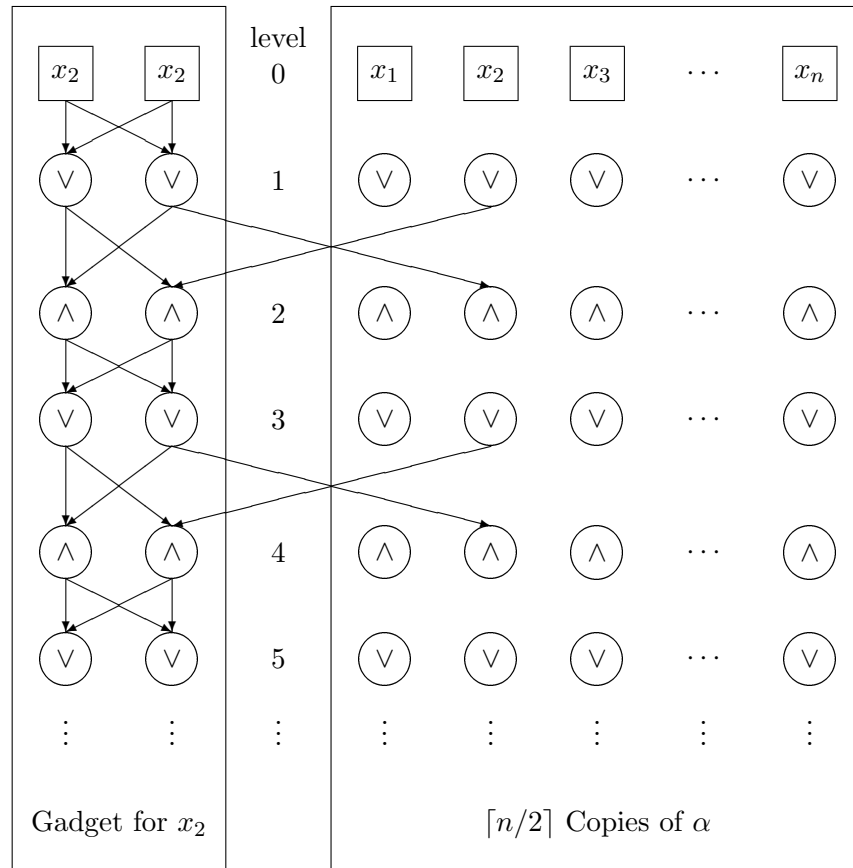 level
x₂ x₂ 0 x₁ x₂ x₃ ⋯ xₙ
∨ ∨ 1 ∨ ∨ ∨ ⋯ ∨
∧ ∧ 2 ∧ ∧ ∧ ⋯ ∧
∨ ∨ 3 ∨ ∨ ∨ ⋯ ∨
∧ ∧ 4 ∧ ∧ ∧ ⋯ ∧
∨ ∨ 5 ∨ ∨ ∨ ⋯ ∨
⋮ ⋮ ⋮ ⋮ ⋮ ⋮ ⋮
Gadget for x₂ ⌈n/2⌉ Copies of α